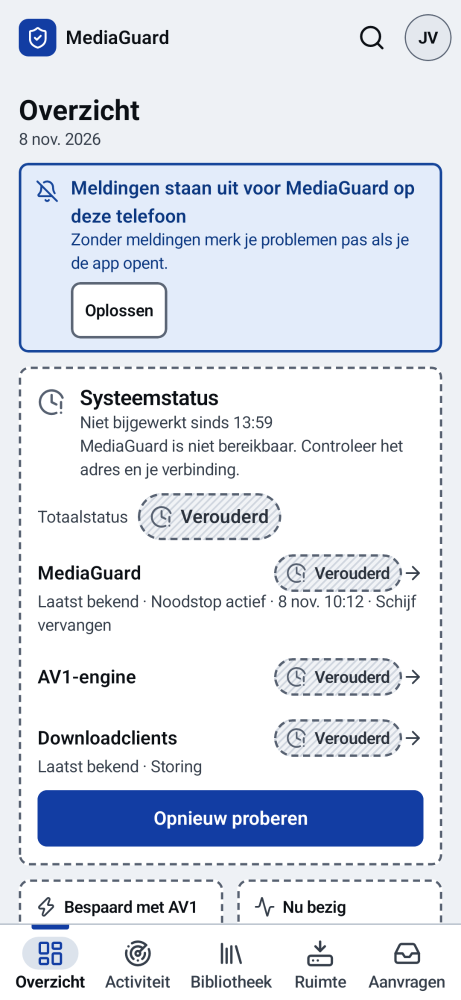 MediaGuard
JV
Overzicht
8 nov. 2026
Meldingen staan uit voor MediaGuard op
deze telefoon
Zonder meldingen merk je problemen pas als je
de app opent.
Oplossen
Systeemstatus
Niet bijgewerkt sinds 13:59
MediaGuard is niet bereikbaar. Controleer het
adres en je verbinding.
Totaalstatus Verouderd
MediaGuard Verouderd
Laatst bekend · Noodstop actief · 8 nov. 10:12 · Schijf
vervangen
AV1-engine Verouderd
Downloadclients Verouderd
Laatst bekend · Storing
Opnieuw proberen
Bespaard met AV1 Nu bezig
Overzicht Activiteit Bibliotheek Ruimte Aanvragen